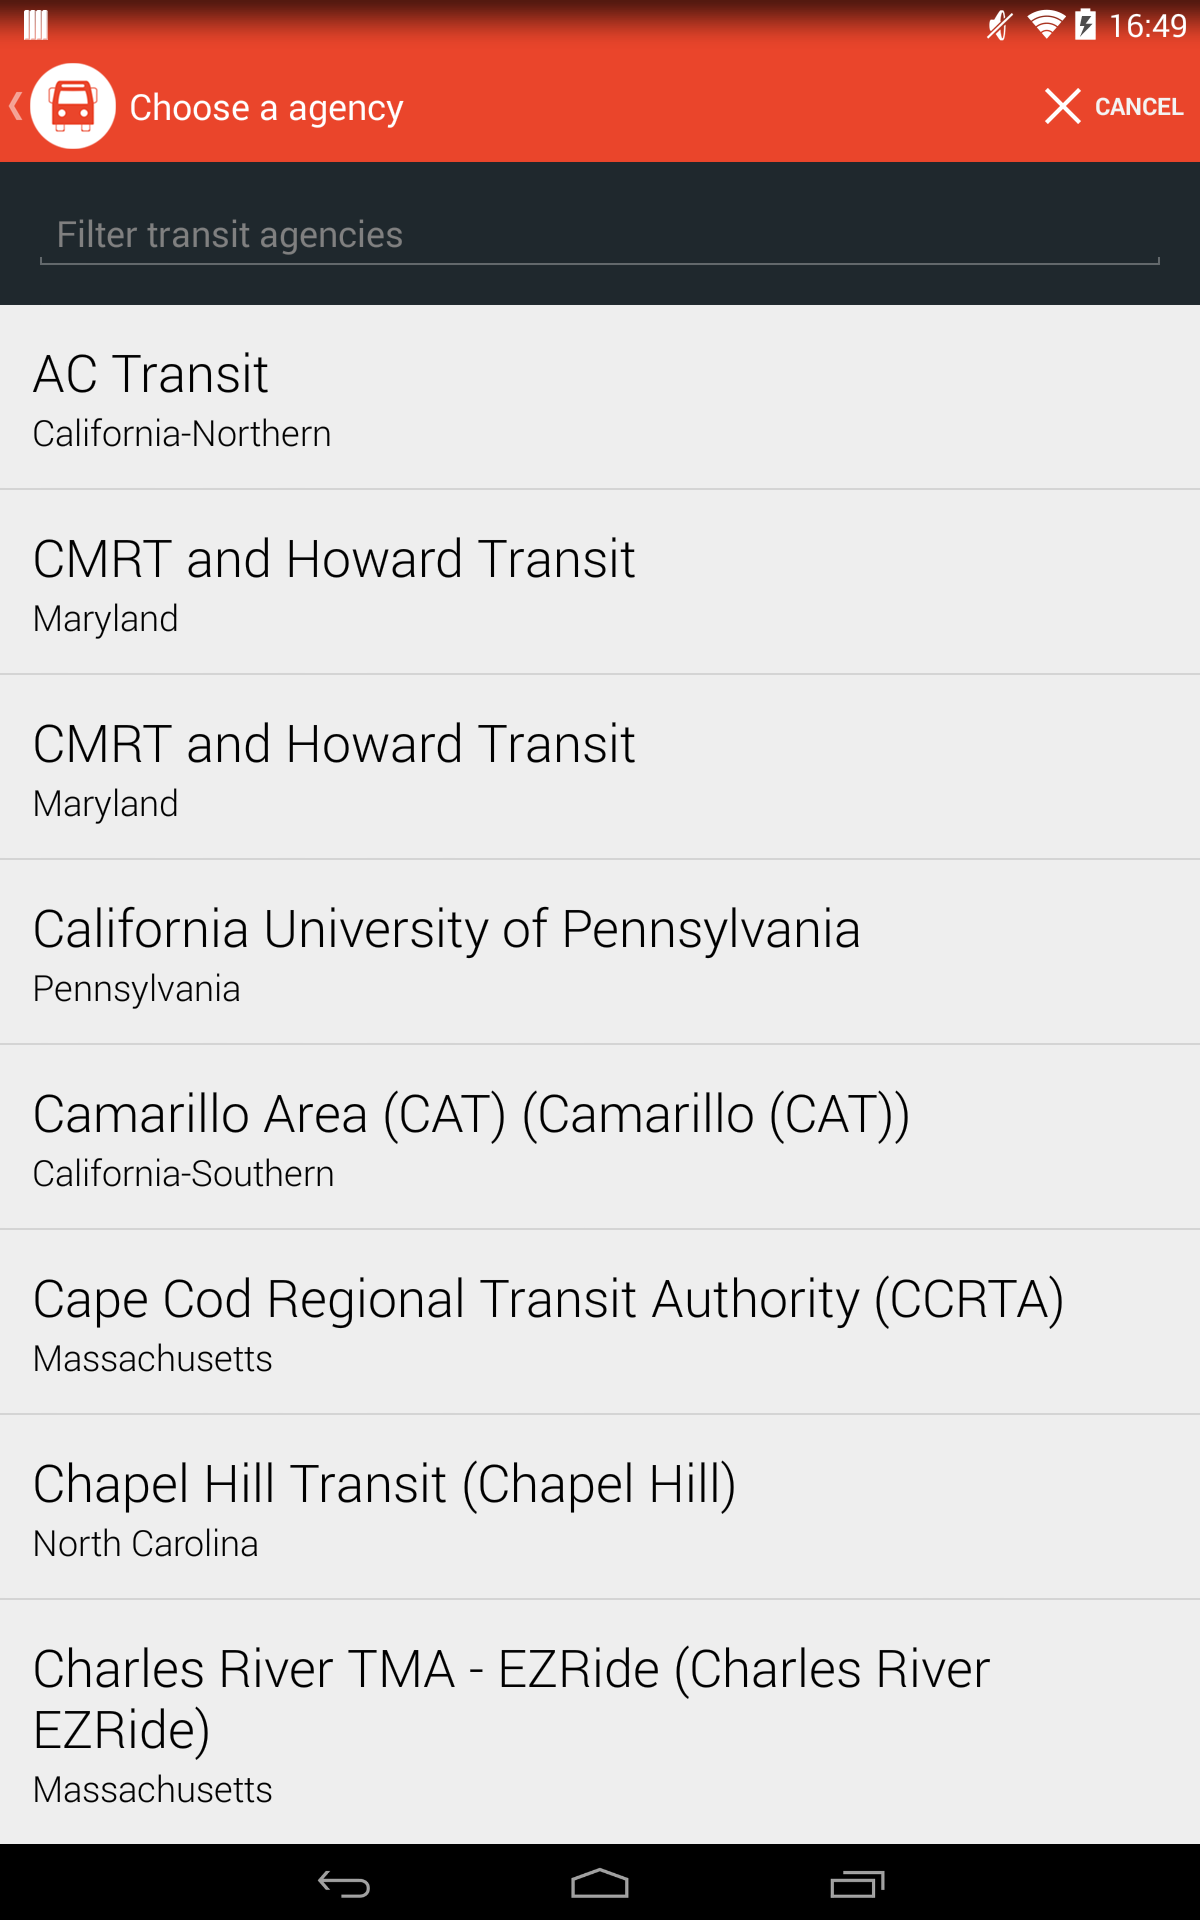 16:49
Choose a agency
CANCEL
Filter transit agencies
AC Transit
California-Northern
CMRT and Howard Transit
Maryland
CMRT and Howard Transit
Maryland
California University of Pennsylvania
Pennsylvania
Camarillo Area (CAT) (Camarillo (CAT))
California-Southern
Cape Cod Regional Transit Authority (CCRTA)
Massachusetts
Chapel Hill Transit (Chapel Hill)
North Carolina
Charles River TMA - EZRide (Charles River
EZRide)
Massachusetts